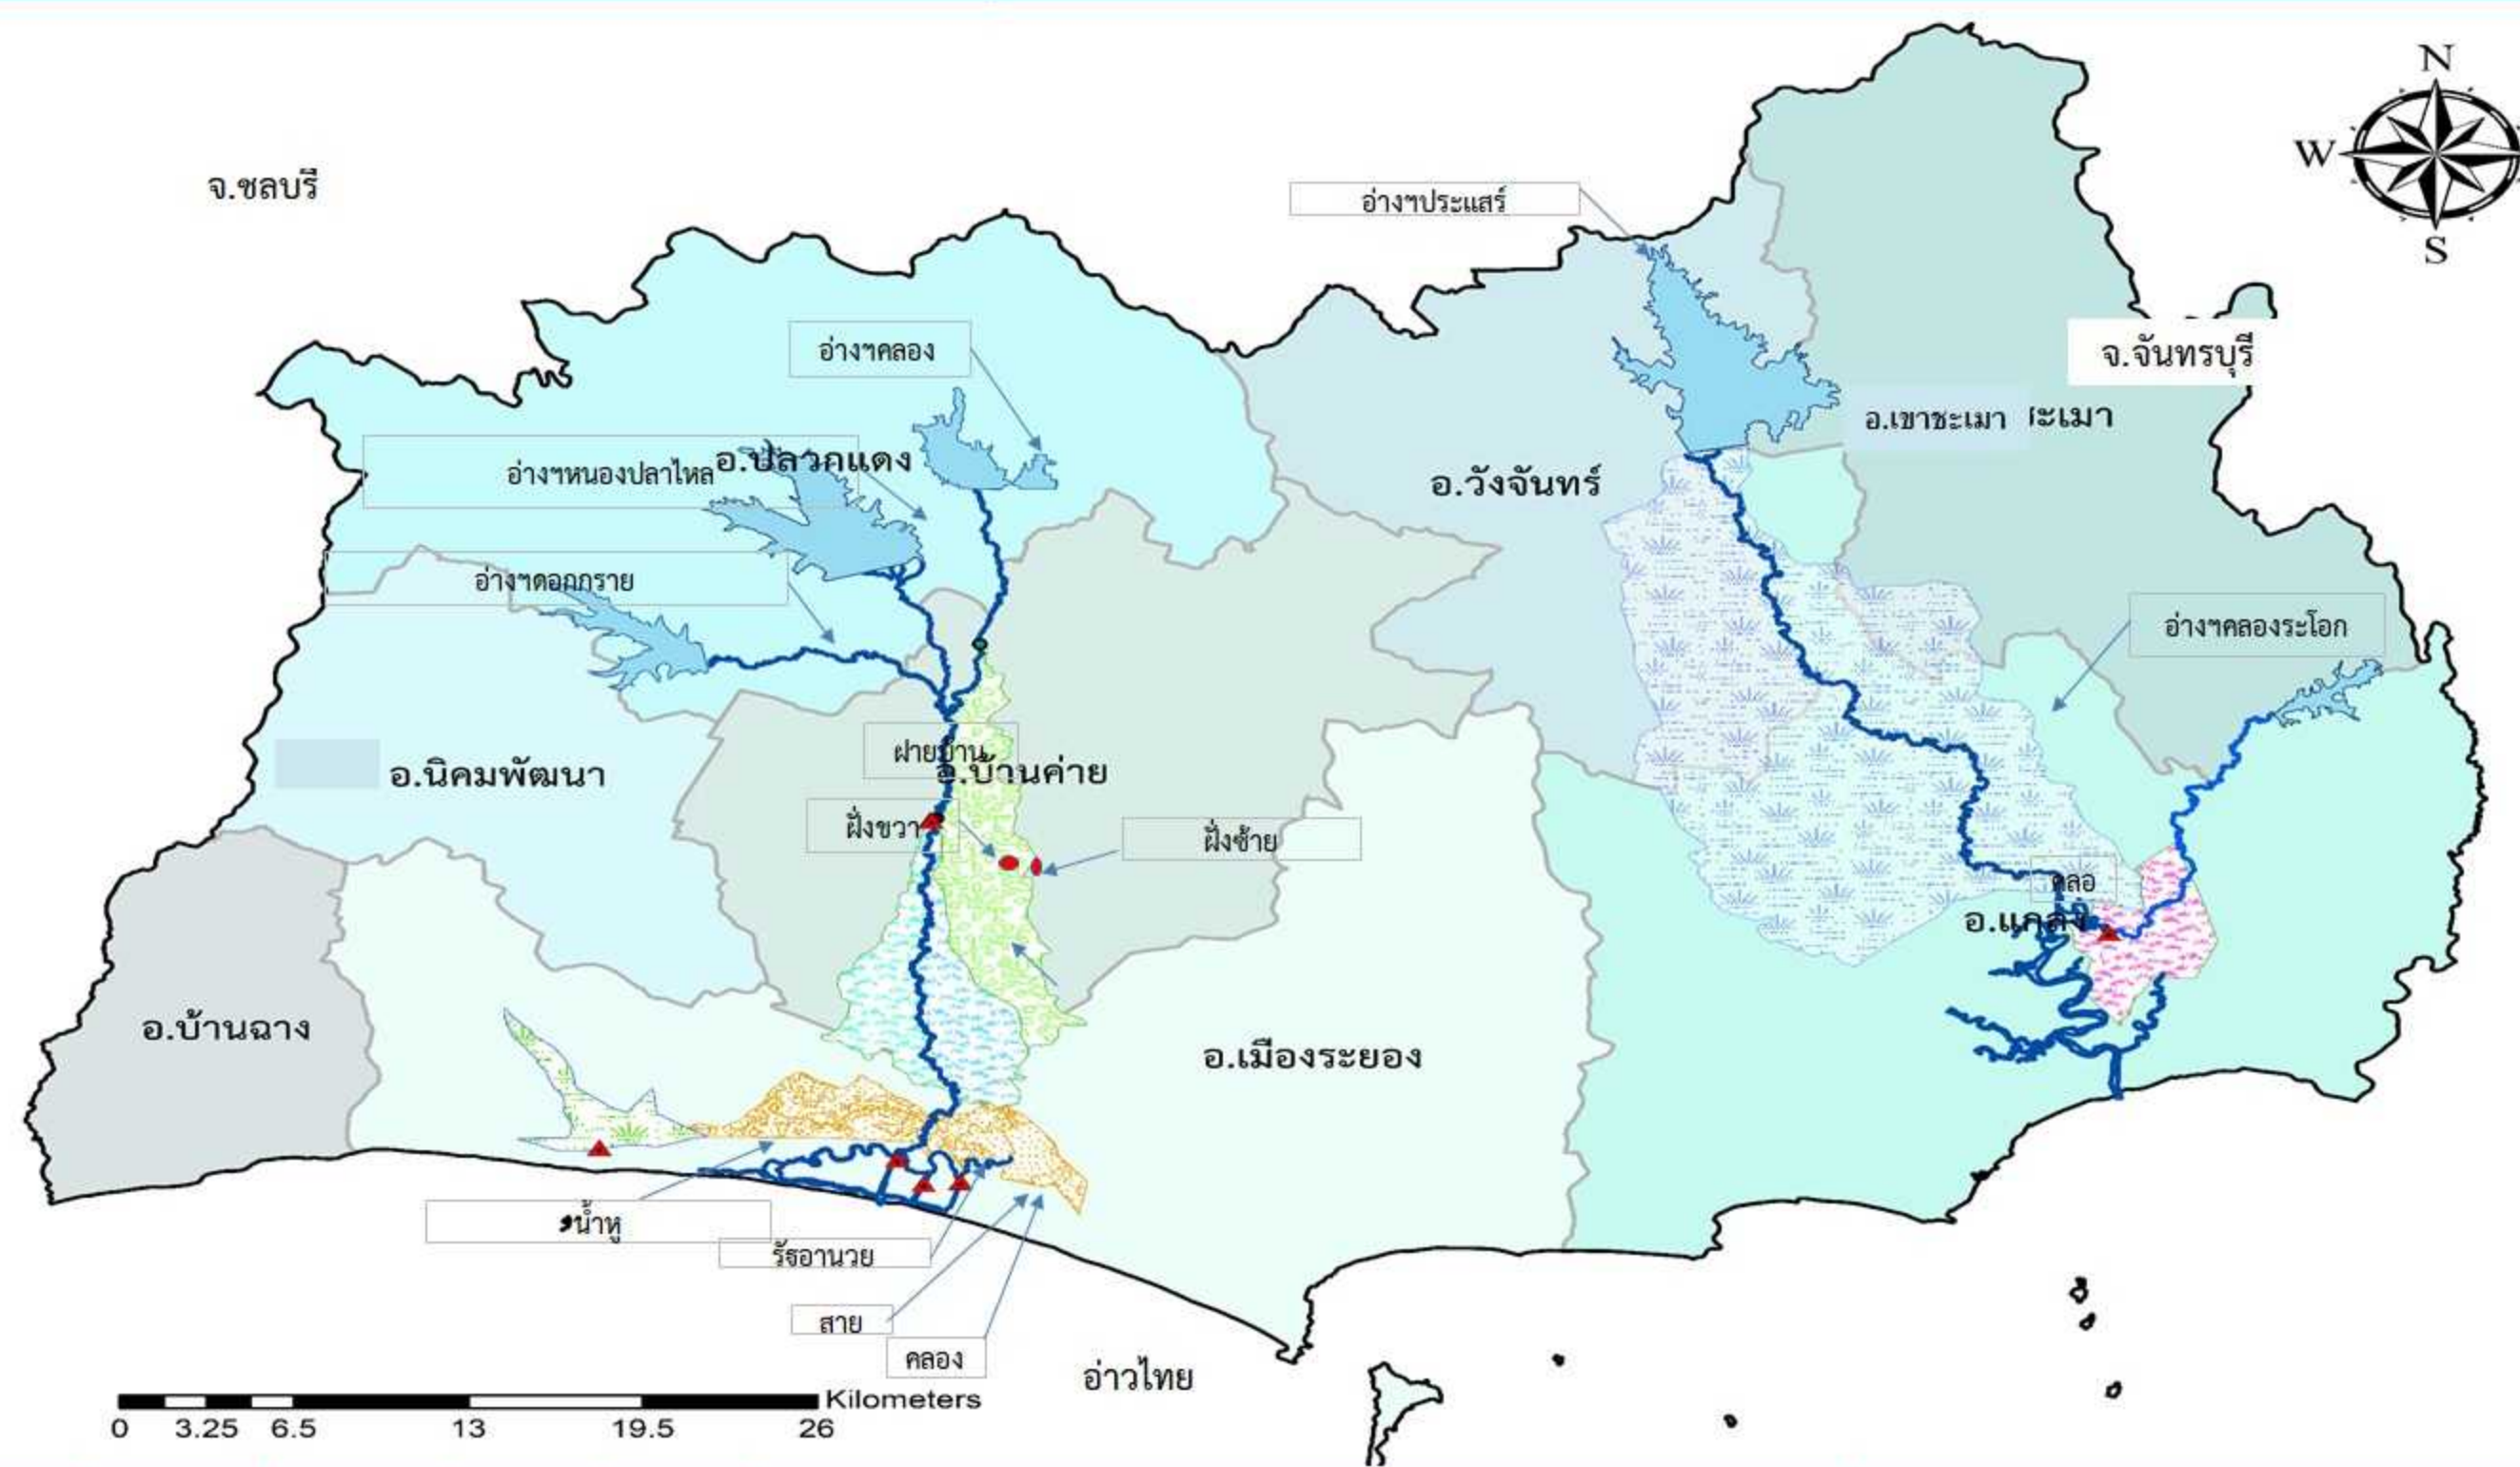 N
W
S
จ.ชลบรี
อ่างฯประแสร์
อ่างฯคลอง
จ.จันทรบุรี
อ.เขาชะเมา
ะเมา
อ่างฯหนองปลาไหล
อ.ปลวกแดง
อ.วังจันทร์
อ่างฯดอกกราย
อ่างฯคลองระโอก
ฝายบ้าน
อ.บ้านค่าย
อ.นิคมพัฒนา
ฝั่งขวา
ฝั่งซ้าย
คลอ
อ.แกลง
อ.บ้านฉาง
อ.เมืองระยอง
น้ำหู
รัฐอานวย
สาย
คลอง
อ่าวไทย
Kilometers
0 3.25 6.5 13 19.5 26